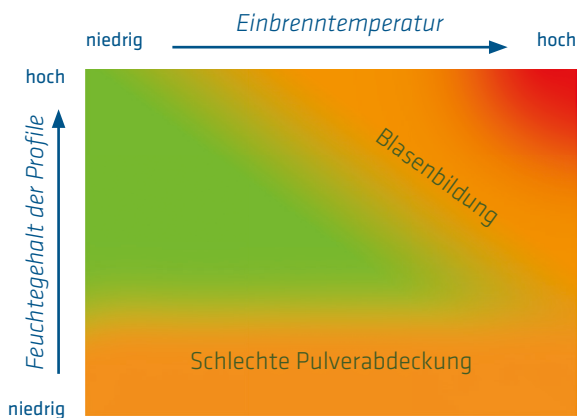 Einbrenntemperatur
niedrig
hoch
hoch
Feuchtegehalt der Profile
Blasenbildung
Schlechte Pulverabdeckung
niedrig